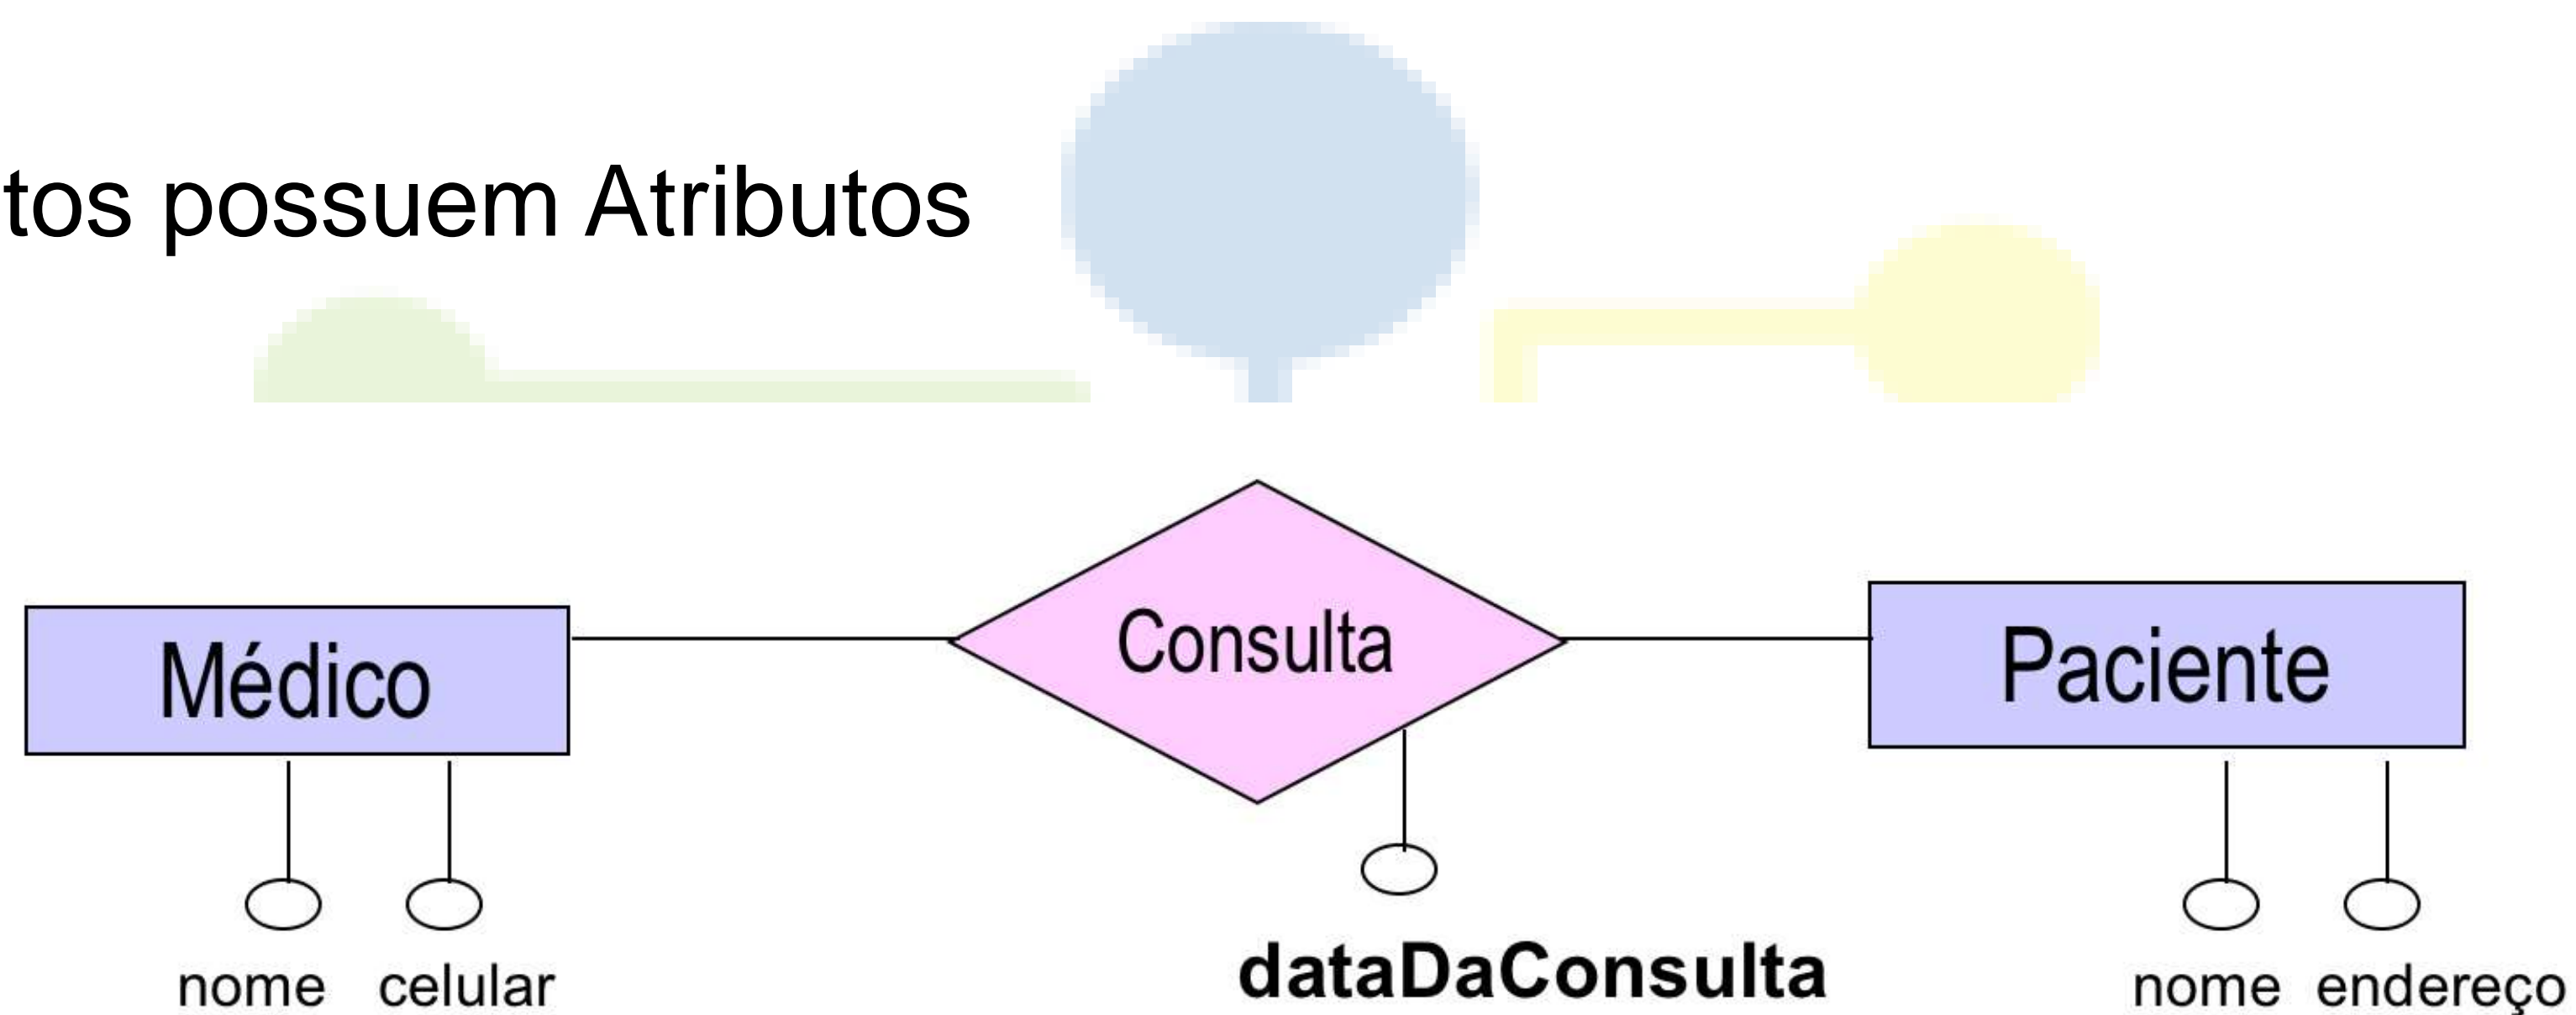 tos possuem Atributos
Médico
Consulta
Paciente
nome
celular
dataDaConsulta
nome
endereço